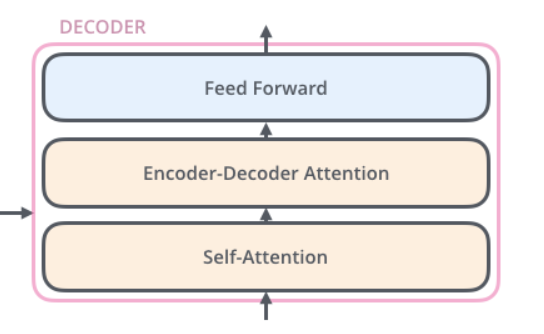 DECODER
Feed Forward
Encoder-Decoder Attention
Self-Attention